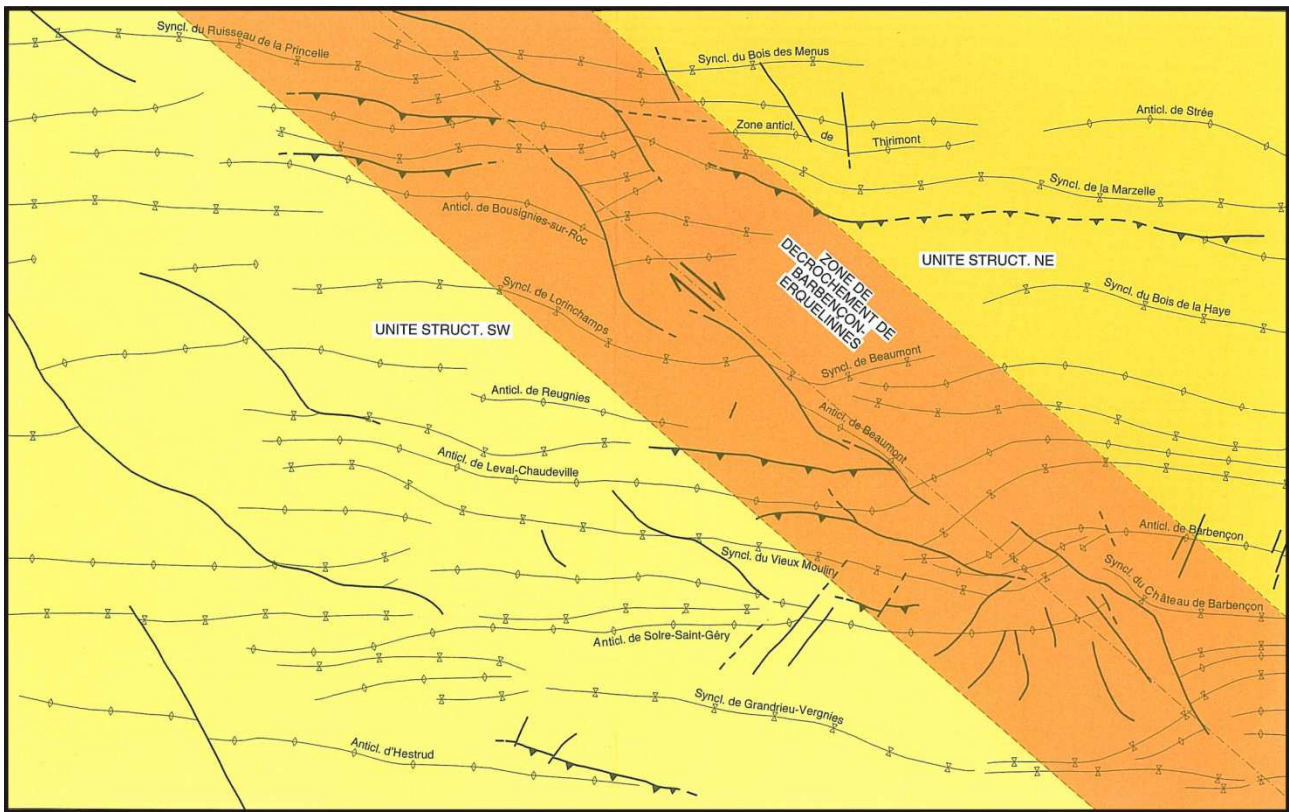 Syncl. du Ruisseau de la Princelle
Syncl. du Bois des Menus
Anticl. de Strée
Zone anticl. de Thirimont
Syncl. de la Marzelle
Anticl. de Bousignies-sur-Roc
ZONE DE
DECROCHEMENT DE
BARBENÇON-
ERQUELINNES
UNITE STRUCT. NE
Syncl. du Bois de la Haye
Syncl. de Lorinchamps
UNITE STRUCT. SW
Syncl. de Beaumont
Anticl. de Reugnies
Anticl. de Beaumont
Anticl. de Leval-Chaudeville
Anticl. de Barbençon
Syncl. du Vieux Moulin
Syncl. du Château de Barbençon
Anticl. de Solre-Saint-Géry
Syncl. de Grandrieu-Vergnies
Anticl. d'Hestrud